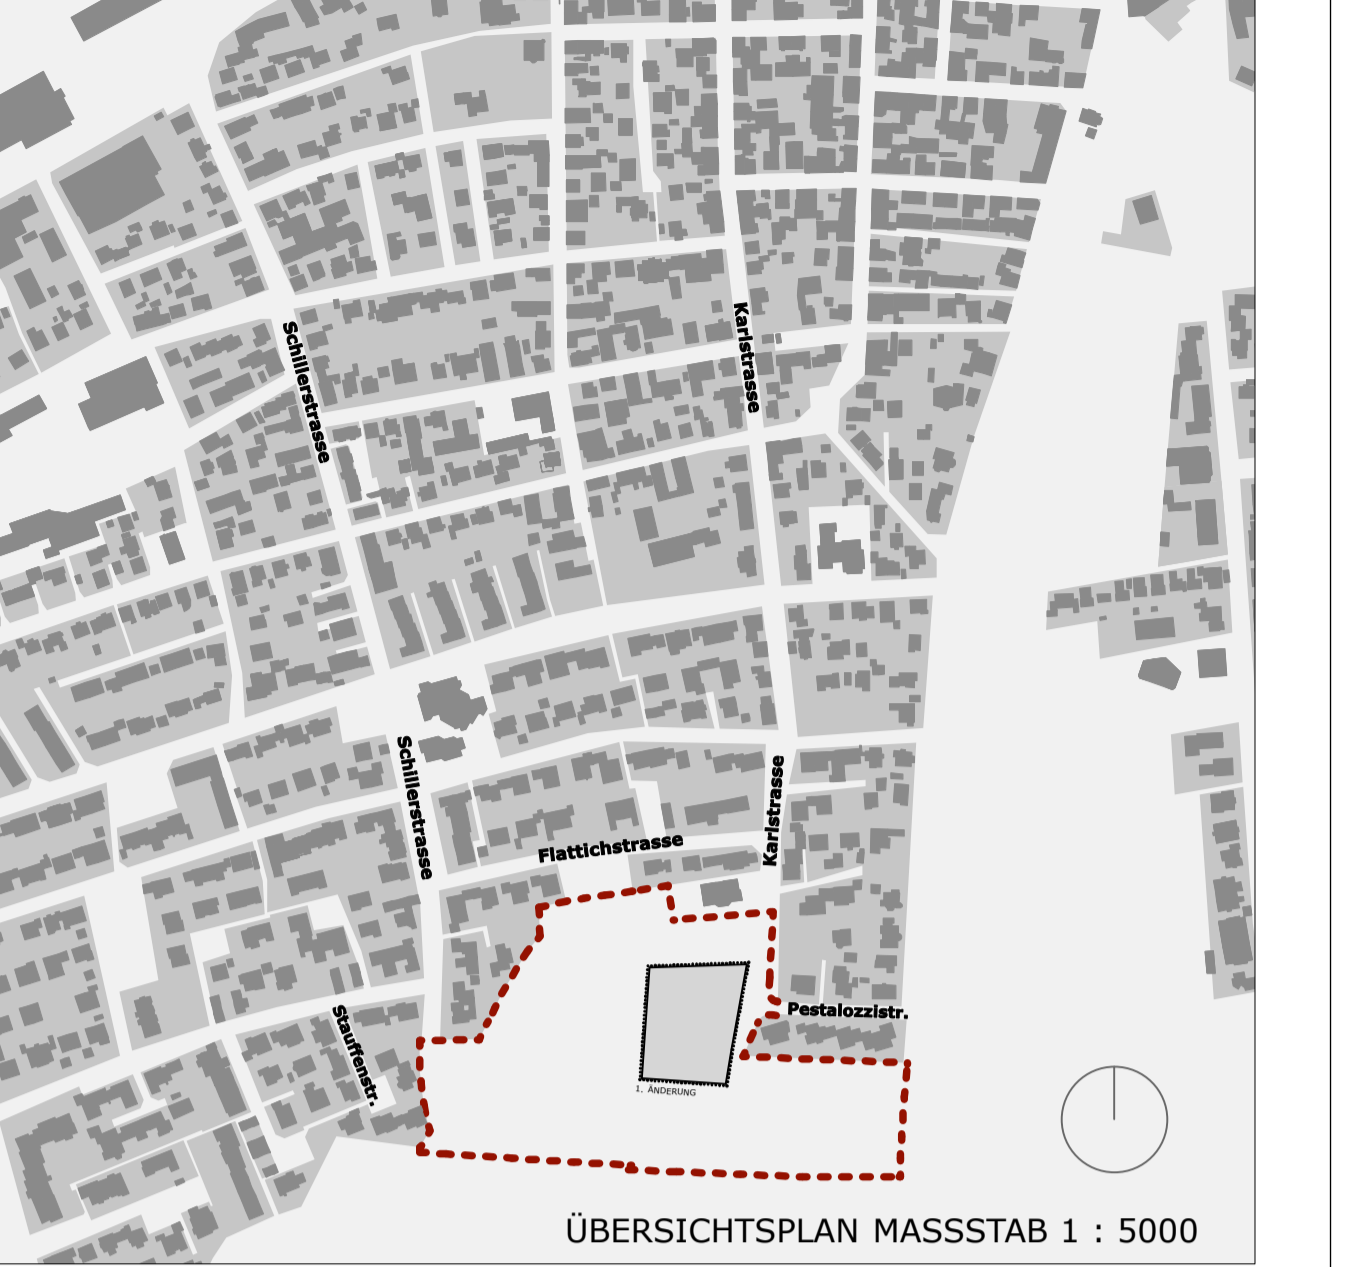 Schillerstrasse
Karlstrasse
Schillerstrasse
Karlstrasse
Flattichstrasse
Pestalozzistr.
Stauffenstr.
1. ÄNDERUNG
ÜBERSICHTSPLAN MASSSTAB 1 : 5000